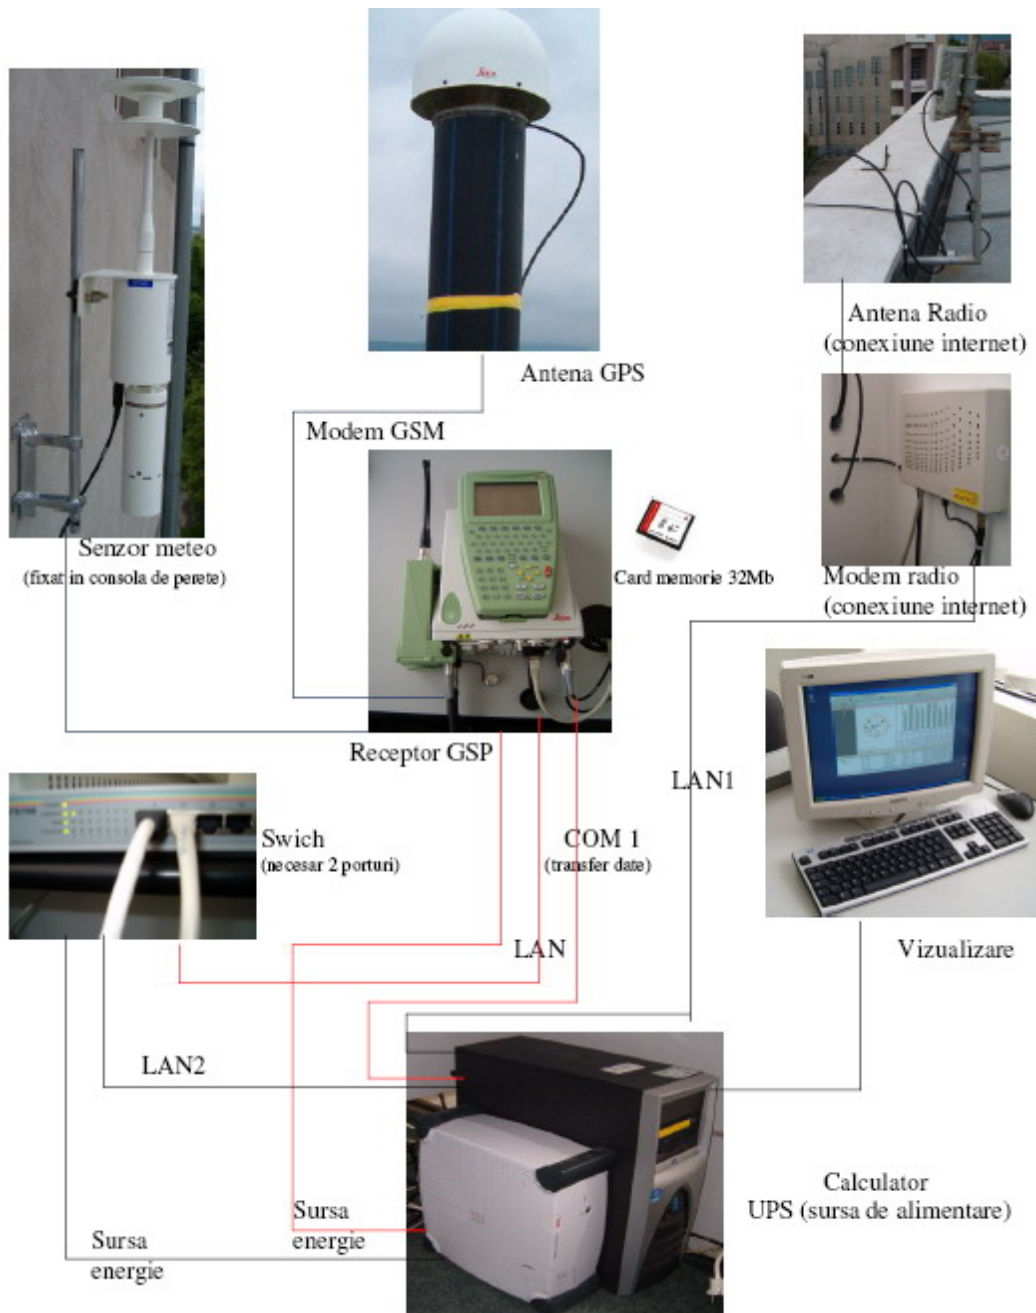 Leica
Antena Radio
(conexiune internet)
Antena GPS
Modem GSM
Senzor meteo
(fixat in consola de perete)
Card memorie 32Mb
Modem radio
(conexiune internet)
Leica
Receptor GSP
LAN1
Swich
(necesar 2 porturi)
COM 1
(transfer date)
LAN
Vizualizare
LAN2
Calculator
UPS (sursa de alimentare)
Sursa
energie
Sursa
energie